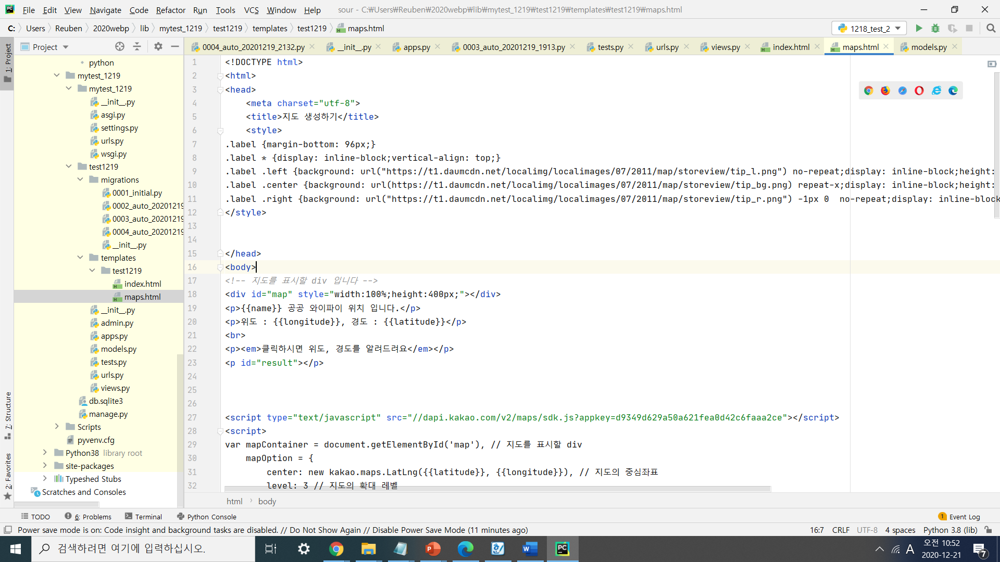 File Edit View Navigate Code Refactor Run Tools VCS Window Help sour - C:₩Users₩Reuben₩2020webp₩lib₩mytest_1219₩test1219₩templates₩test1219₩maps.html
C: Users Reuben 2020webp lib mytest_1219 test1219 templates test1219 maps.html 1218_test_2
Project
0004_auto_20201219_2132.py __init__.py apps.py 0003_auto_20201219_1913.py tests.py urls.py views.py index.html maps.html models.py
1: Project
7: Structure
2: Favorites
python
mytest_1219
mytest_1219
__init__.py
asgi.py
settings.py
urls.py
wsgi.py
test1219
migrations
0001_initial.py
0002_auto_20201219
0003_auto_20201219
0004_auto_20201219
__init__.py
templates
test1219
index.html
maps.html
__init__.py
admin.py
apps.py
models.py
tests.py
urls.py
views.py
db.sqlite3
manage.py
Scripts
pyvenv.cfg
Python38 library root
site-packages
Typeshed Stubs
Scratches and Consoles
1 <!DOCTYPE html>
2 <html>
3 <head>
4 <meta charset="utf-8">
5 <title>지도 생성하기</title>
6 <style>
7 .label {margin-bottom: 96px;}
8 .label * {display: inline-block;vertical-align: top;}
9 .label .left {background: url("https://t1.daumcdn.net/localimg/localimages/07/2011/map/storeview/tip_l.png") no-repeat;display: inline-block;height:
10 .label .center {background: url(https://t1.daumcdn.net/localimg/localimages/07/2011/map/storeview/tip_bg.png) repeat-x;display: inline-block;height:
11 .label .right {background: url("https://t1.daumcdn.net/localimg/localimages/07/2011/map/storeview/tip_r.png") -1px 0  no-repeat;display: inline-block
12 </style>
13
14
15 </head>
16 <body>
17 <!-- 지도를 표시할 div 입니다 -->
18 <div id="map" style="width:100%;height:400px;"></div>
19 <p>{{name}} 공공 와이파이 위치 입니다.</p>
20 <p>위도 : {{longitude}}, 경도 : {{latitude}}</p>
21 <br>
22 <p><em>클릭하시면 위도, 경도를 알려드려요</em></p>
23 <p id="result"></p>
24
25
26
27 <script type="text/javascript" src="//dapi.kakao.com/v2/maps/sdk.js?appkey=d9349d629a50a621fea0d42c6faaa2ce"></script>
28 <script>
29 var mapContainer = document.getElementById('map'), // 지도를 표시할 div
30 mapOption = {
31 center: new kakao.maps.LatLng({{latitude}}, {{longitude}}), // 지도의 중심좌표
32 level: 3 // 지도의 확대 레벨
html body
TODO 6: Problems Terminal Python Console 1 Event Log
Power save mode is on: Code insight and background tasks are disabled. // Do Not Show Again // Disable Power Save Mode (11 minutes ago) 16:7 CRLF UTF-8 4 spaces Python 3.8 (lib)
검색하려면 여기에 입력하십시오. A 오전 10:52
2020-12-21 7